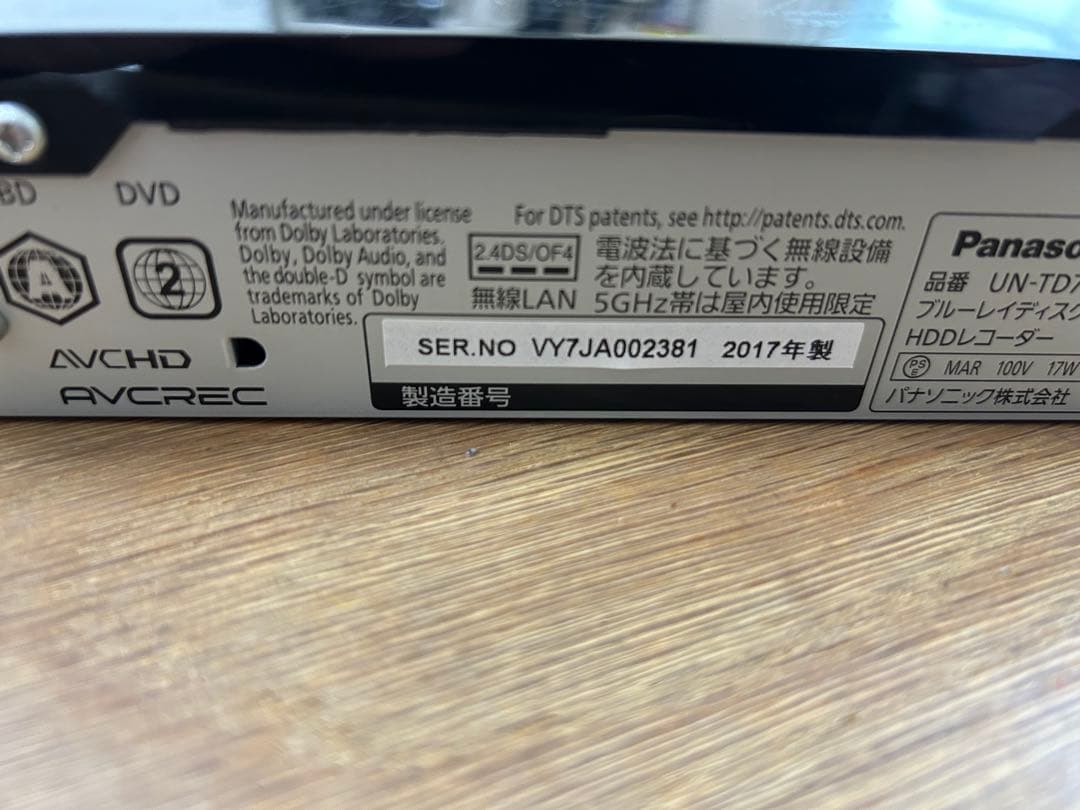 BD
DVD
A
2
AVCHD
AVCREC
Manufactured under license
from Dolby Laboratories.
Dolby, Dolby Audio, and
the double-D symbol are
trademarks of Dolby
Laboratories.
For DTS patents, see http://patents.dts.com.
2.4DS/OF4
無線LAN
電波法に基づく無線設備
を内蔵しています。
5GHz帯は屋内使用限定
SER.NO VY7JA002381 2017年製
製造番号
Panaso
品番 UN-TD7
ブルーレイディスク
HDDレコーダー
PS
E
MAR 100V 17W
パナソニック株式会社